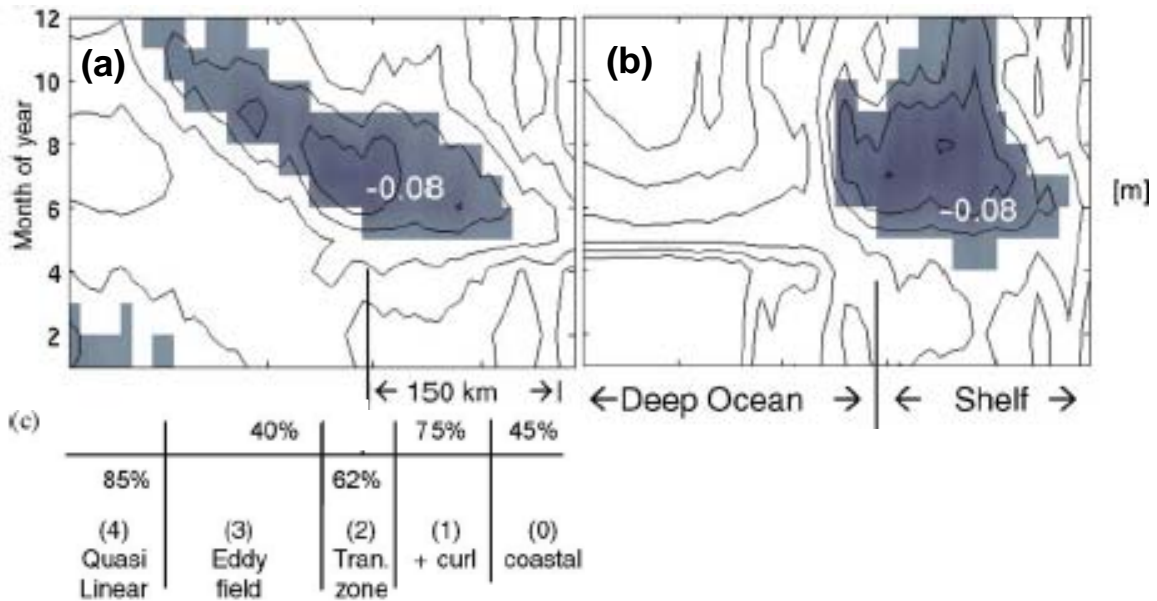 12
10
8
6
4
2
Month of year
(a)
-0.08
(b)
-0.08
[m]
← 150 km →
←Deep Ocean → ← Shelf →
(c)
40% 75% 45%
85% 62%
(4) (3) (2) (1) (0)
Quasi Eddy Tran. + curl coastal
Linear field zone